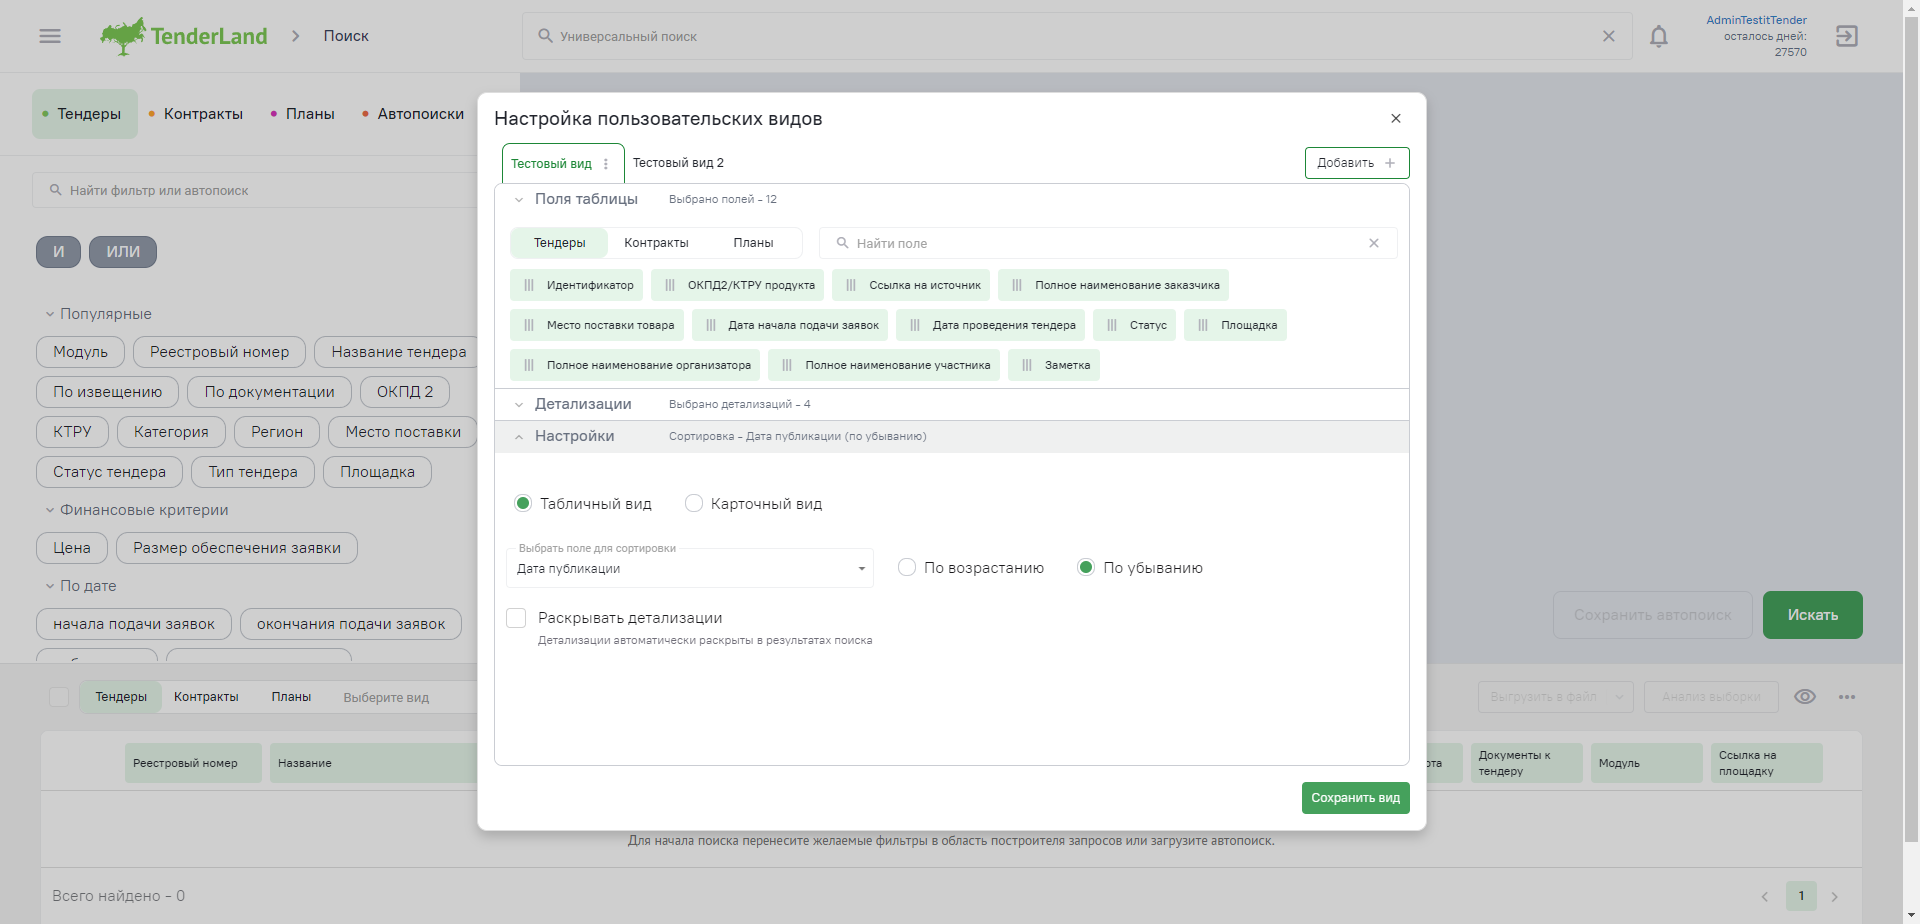 TenderLand
Поиск
Универсальный поиск
AdminTestitTender
осталось дней:
27570
Тендеры
Контракты
Планы
Автопоиски
Найти фильтр или автопоиск
И
ИЛИ
Популярные
Модуль
Реестровый номер
Название тендера
По извещению
По документации
ОКПД 2
КТРУ
Категория
Регион
Место поставки
Статус тендера
Тип тендера
Площадка
Финансовые критерии
Цена
Размер обеспечения заявки
По дате
начала подачи заявок
окончания подачи заявок
Настройка пользовательских видов
Тестовый вид
Тестовый вид 2
Добавить
Поля таблицы
Выбрано полей - 12
Тендеры
Контракты
Планы
Найти поле
Идентификатор
ОКПД2/КТРУ продукта
Ссылка на источник
Полное наименование заказчика
Место поставки товара
Дата начала подачи заявок
Дата проведения тендера
Статус
Площадка
Полное наименование организатора
Полное наименование участника
Заметка
Детализации
Выбрано детализаций - 4
Настройки
Сортировка - Дата публикации (по убыванию)
Табличный вид
Карточный вид
Выбрать поле для сортировки
Дата публикации
По возрастанию
По убыванию
Раскрывать детализации
Детализации автоматически раскрыты в результатах поиска
Сохранить вид
Сохранить автопоиск
Искать
Тендеры
Контракты
Планы
Выберите вид
Выгрузить в файл
Анализ выборки
Реестровый номер
Название
ота
Документы к
тендеру
Модуль
Ссылка на
площадку
Для начала поиска перенесите желаемые фильтры в область построителя запросов или загрузите автопоиск.
Всего найдено - 0
1